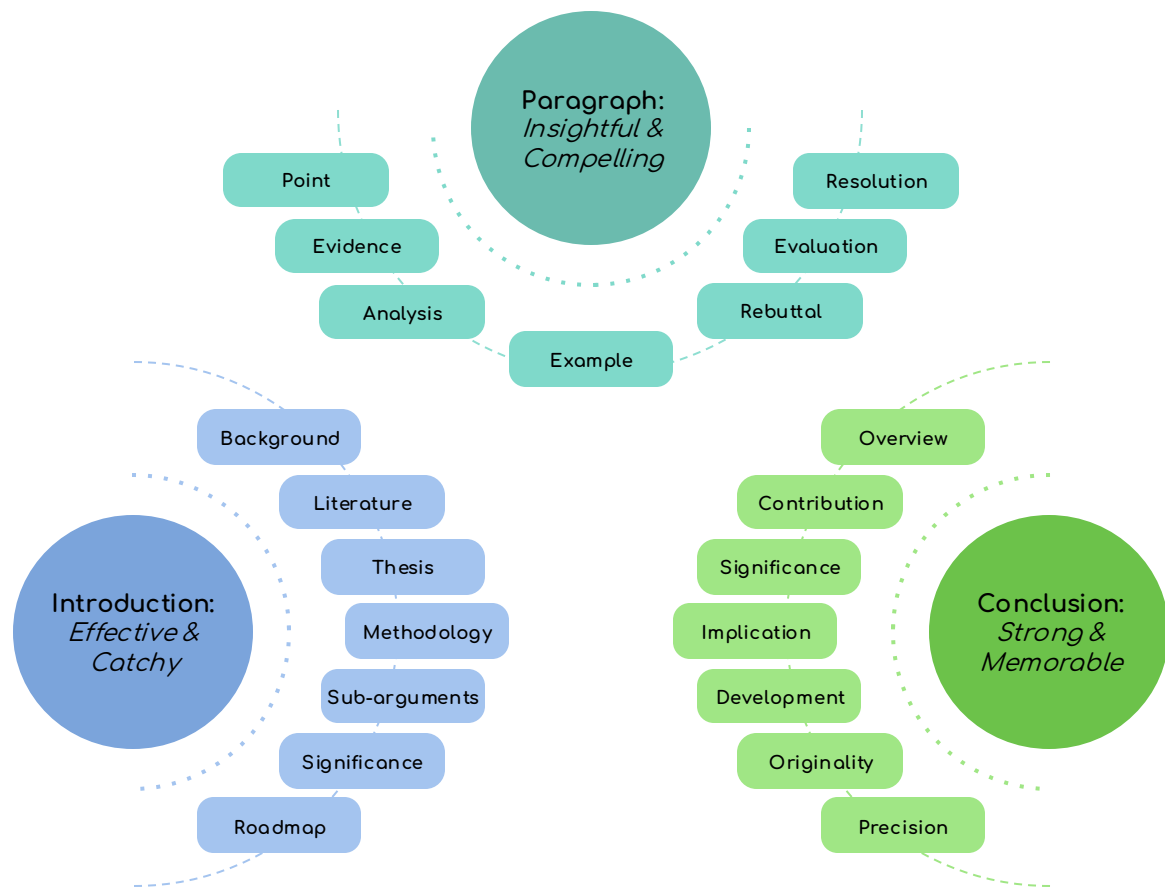 Paragraph:
Insightful &
Compelling
Point
Evidence
Analysis
Example
Rebuttal
Evaluation
Resolution
Introduction:
Effective &
Catchy
Background
Literature
Thesis
Methodology
Sub-arguments
Significance
Roadmap
Conclusion:
Strong &
Memorable
Overview
Contribution
Significance
Implication
Development
Originality
Precision